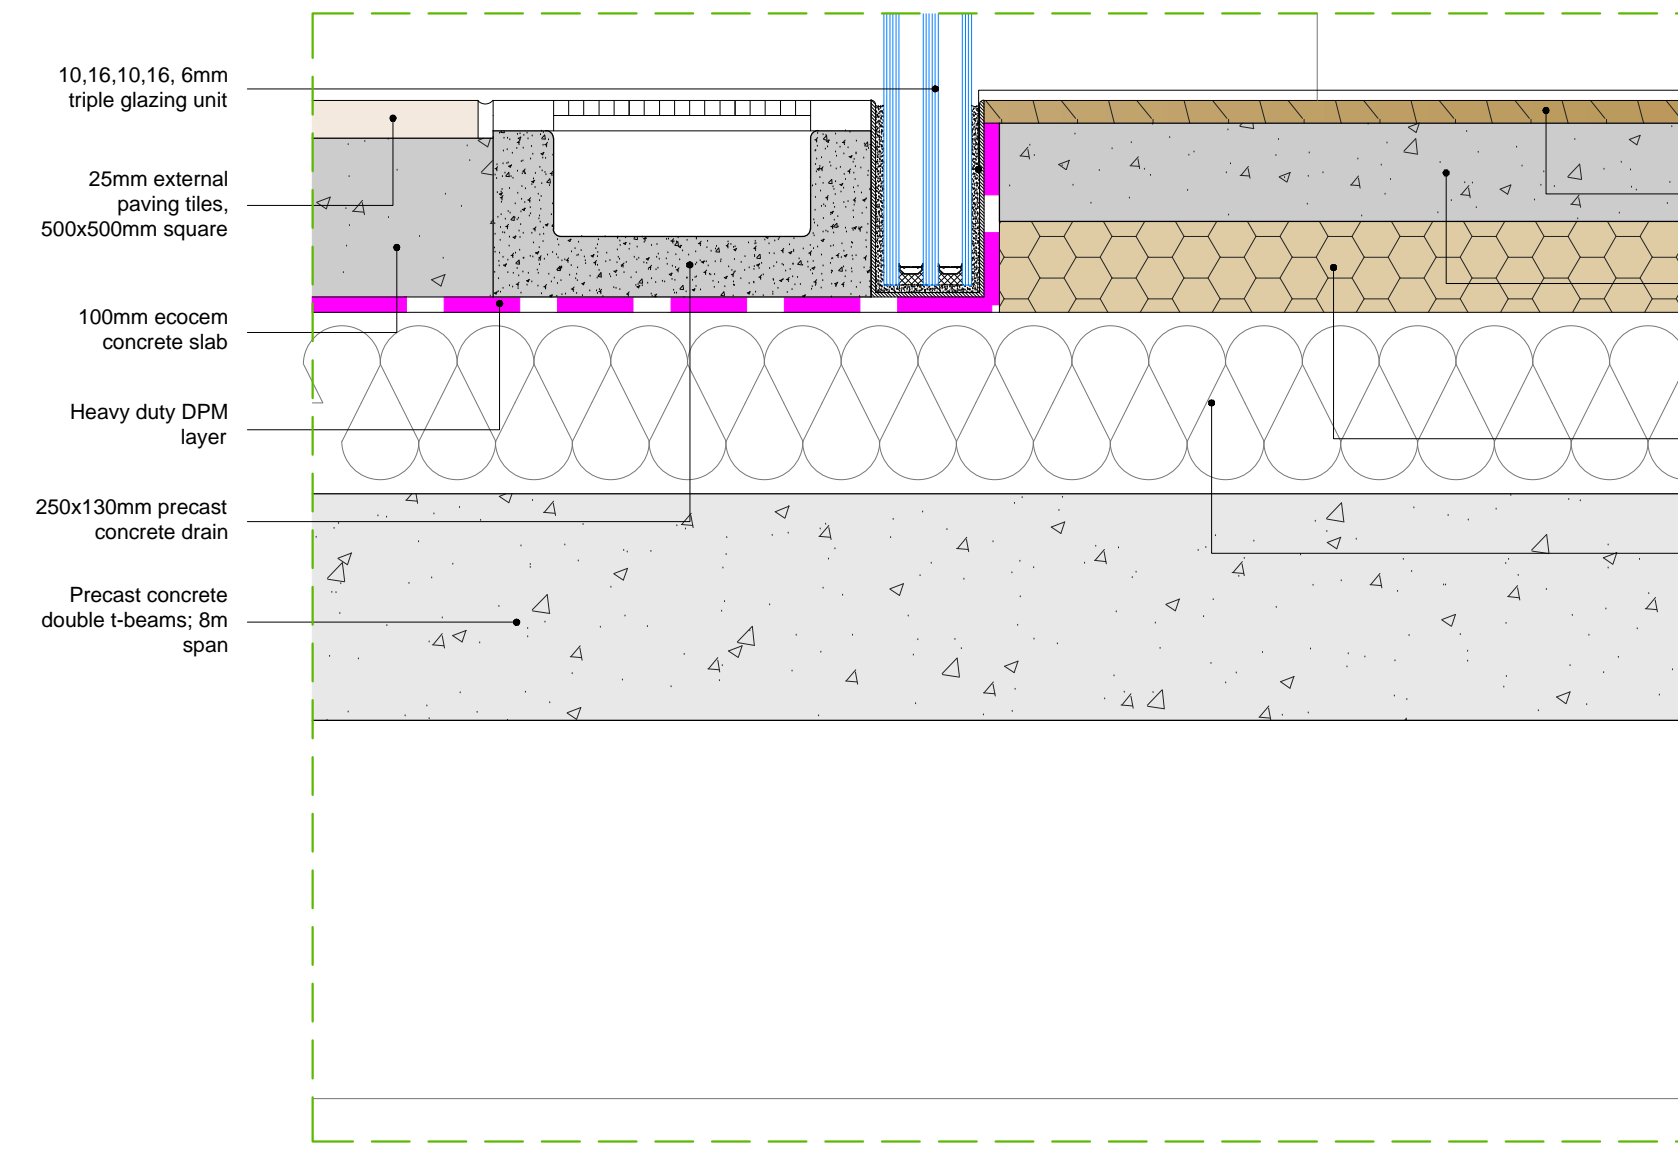 10,16,10,16, 6mm
triple glazing unit
25mm external
paving tiles,
500x500mm square
100mm ecocem
concrete slab
Heavy duty DPM
layer
250x130mm precast
concrete drain
Precast concrete
double t-beams; 8m
span